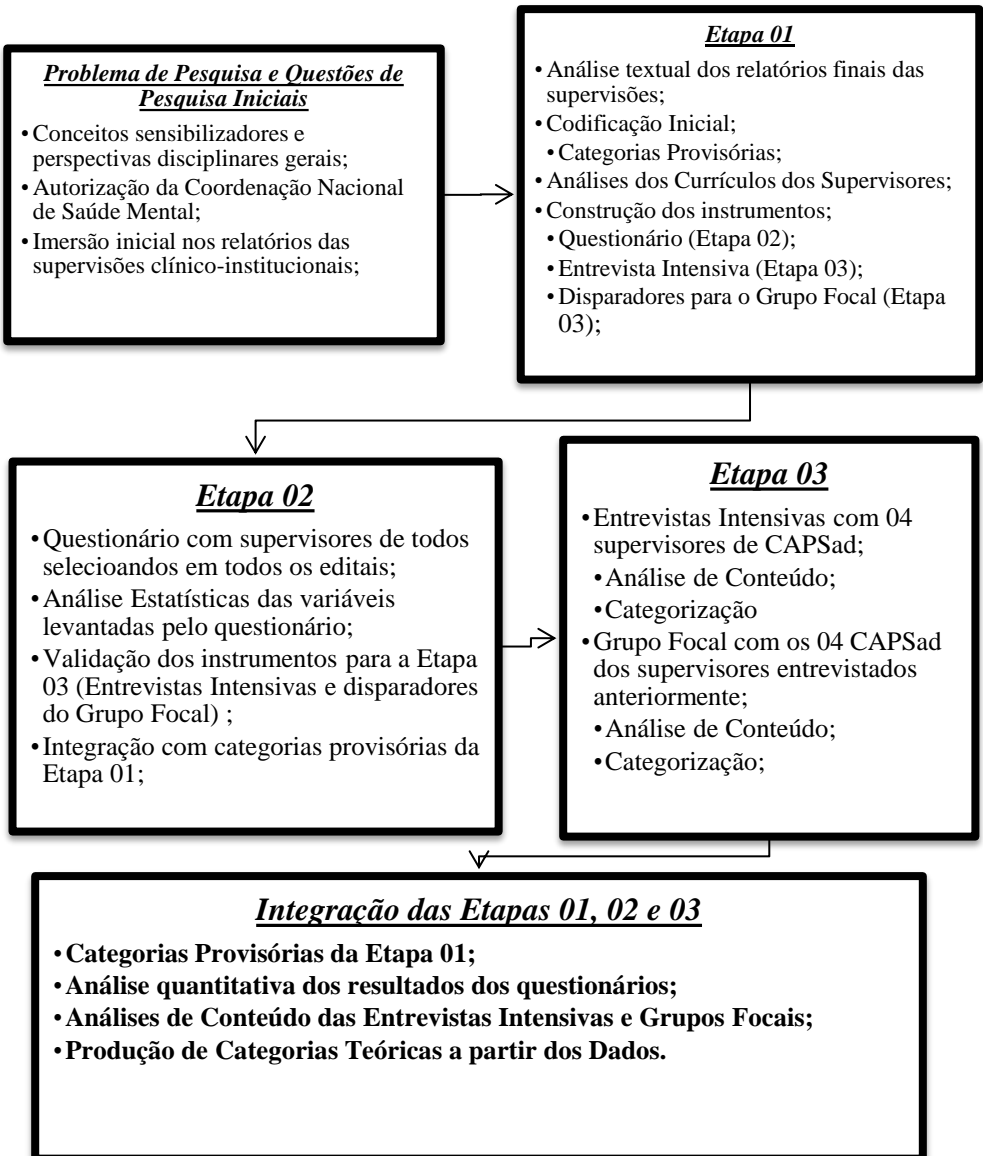 Problema de Pesquisa e Questões de
Pesquisa Iniciais
•Conceitos sensibilizadores e
perspectivas disciplinares gerais;
•Autorização da Coordenação Nacional
de Saúde Mental;
•Imersão inicial nos relatórios das
supervisões clínico-institucionais;
Etapa 01
•Análise textual dos relatórios finais das
supervisões;
•Codificação Inicial;
•Categorias Provisórias;
•Análises dos Currículos dos Supervisores;
•Construção dos instrumentos;
•Questionário (Etapa 02);
•Entrevista Intensiva (Etapa 03);
•Disparadores para o Grupo Focal (Etapa
03);
Etapa 02
•Questionário com supervisores de todos
selecioandos em todos os editais;
•Análise Estatísticas das variáveis
levantadas pelo questionário;
•Validação dos instrumentos para a Etapa
03 (Entrevistas Intensivas e disparadores
do Grupo Focal) ;
•Integração com categorias provisórias da
Etapa 01;
Etapa 03
•Entrevistas Intensivas com 04
supervisores de CAPSad;
•Análise de Conteúdo;
•Categorização
•Grupo Focal com os 04 CAPSad
dos supervisores entrevistados
anteriormente;
•Análise de Conteúdo;
•Categorização;
Integração das Etapas 01, 02 e 03
•Categorias Provisórias da Etapa 01;
•Análise quantitativa dos resultados dos questionários;
•Análises de Conteúdo das Entrevistas Intensivas e Grupos Focais;
•Produção de Categorias Teóricas a partir dos Dados.